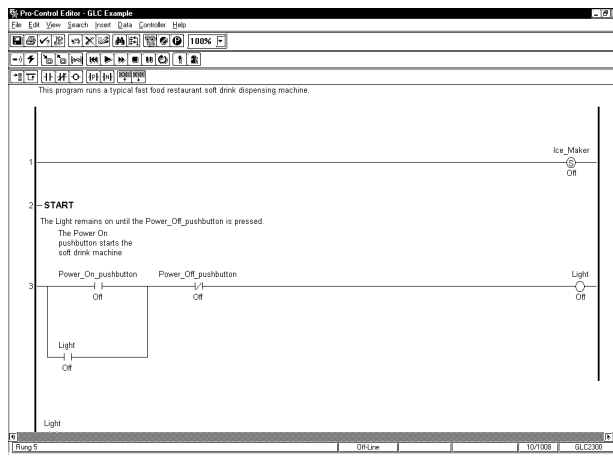 Pro-Control Editor - GLC Example
File Edit View Search Insert Data Controller Help
100%
This program runs a typical fast food restaurant soft drink dispensing machine.
Ice_Maker
1
S
Off
2 START
The Light remains on until the Power_Off_pushbutton is pressed.
The Power On
pushbutton starts the
soft drink machine
Power_On_pushbutton Power_Off_pushbutton Light
3
Off Off Off
Light
Off
Light
Rung 5 Off-Line 10/1008 GLC2300